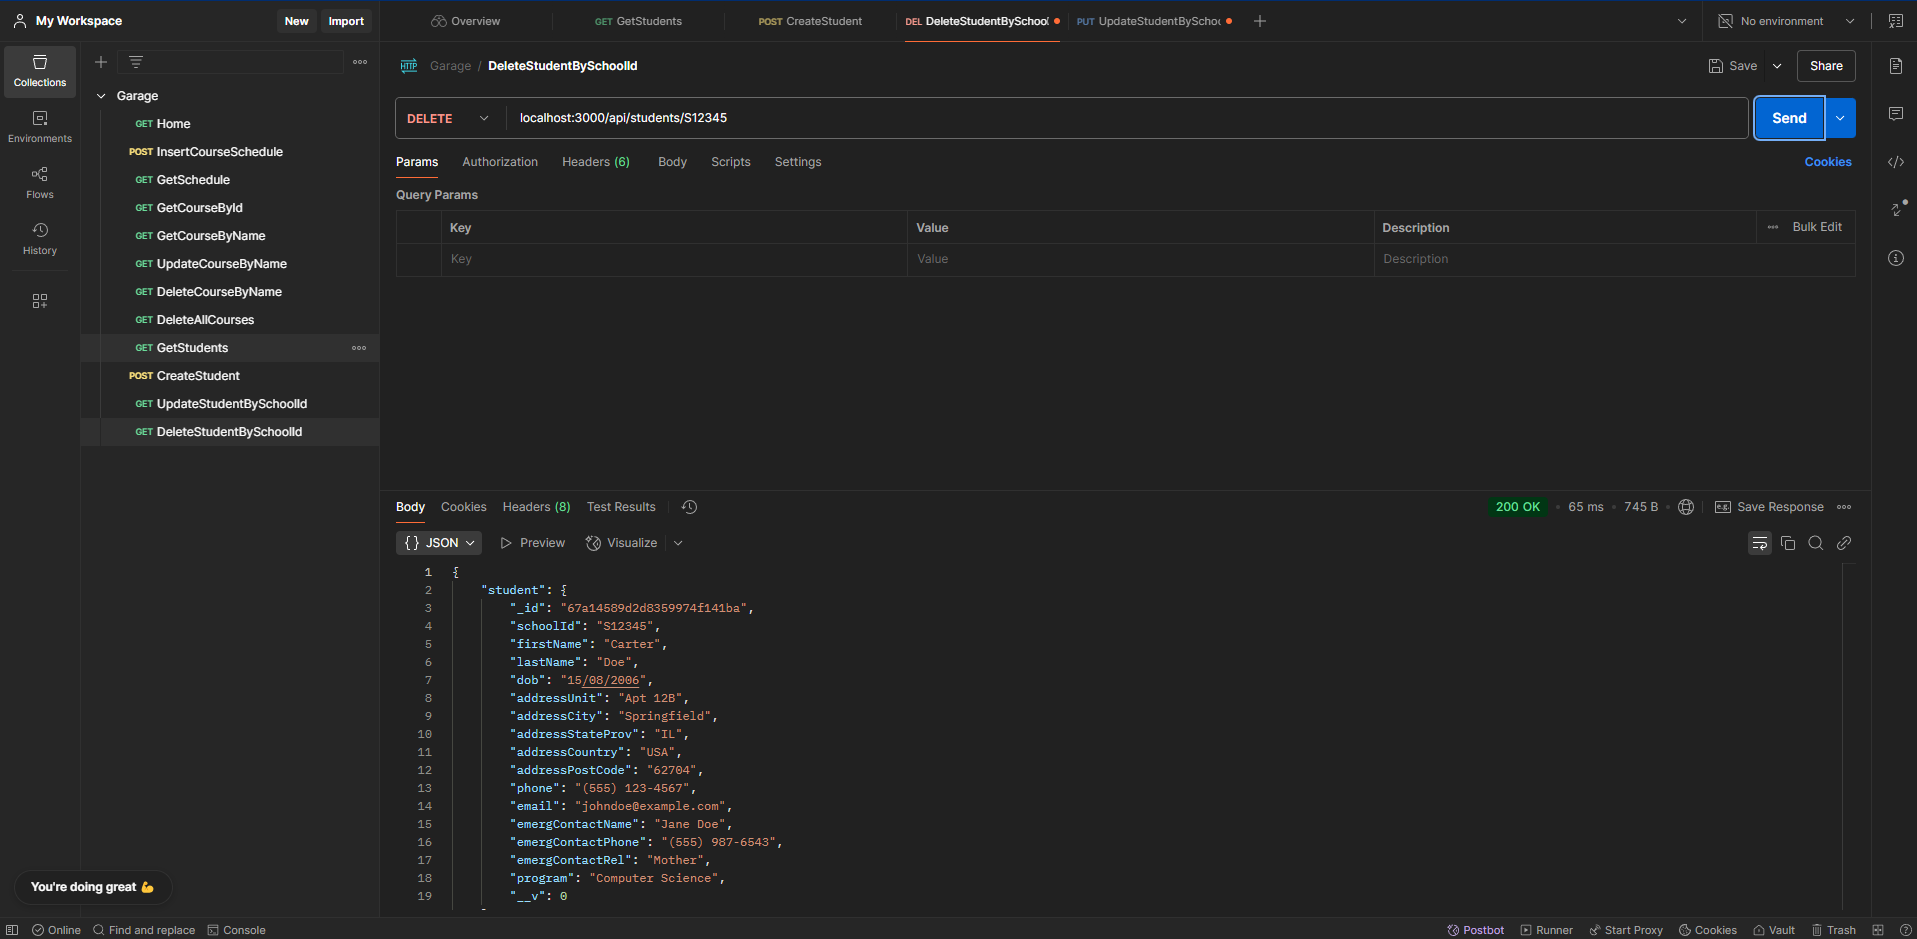 My Workspace
New
Import
Overview
GET GetStudents
POST CreateStudent
DEL DeleteStudentBySchool
PUT UpdateStudentBySchoo
No environment
Collections
Environments
Flows
History
Garage
GET Home
POST InsertCourseSchedule
GET GetSchedule
GET GetCourseById
GET GetCourseByName
GET UpdateCourseByName
GET DeleteCourseByName
GET DeleteAllCourses
GET GetStudents
POST CreateStudent
GET UpdateStudentBySchoolId
GET DeleteStudentBySchoolId
HTTP Garage / DeleteStudentBySchoolId
Save
Share
DELETE
localhost:3000/api/students/S12345
Send
Params Authorization Headers (6) Body Scripts Settings
Cookies
Query Params
Key Value Description
Bulk Edit
Key Value Description
Body Cookies Headers (8) Test Results
200 OK • 65 ms • 745 B •
e.g. Save Response
{} JSON
Preview
Visualize
1 {
2 "student": {
3 "_id": "67a14589d2d8359974f141ba",
4 "schoolId": "S12345",
5 "firstName": "Carter",
6 "lastName": "Doe",
7 "dob": "15/08/2006",
8 "addressUnit": "Apt 12B",
9 "addressCity": "Springfield",
10 "addressStateProv": "IL",
11 "addressCountry": "USA",
12 "addressPostCode": "62704",
13 "phone": "(555) 123-4567",
14 "email": "johndoe@example.com",
15 "emergContactName": "Jane Doe",
16 "emergContactPhone": "(555) 987-6543",
17 "emergContactRel": "Mother",
18 "program": "Computer Science",
19 "__v": 0
You're doing great 💪
Online
Find and replace
Console
Postbot
Runner
Start Proxy
Cookies
Vault
Trash